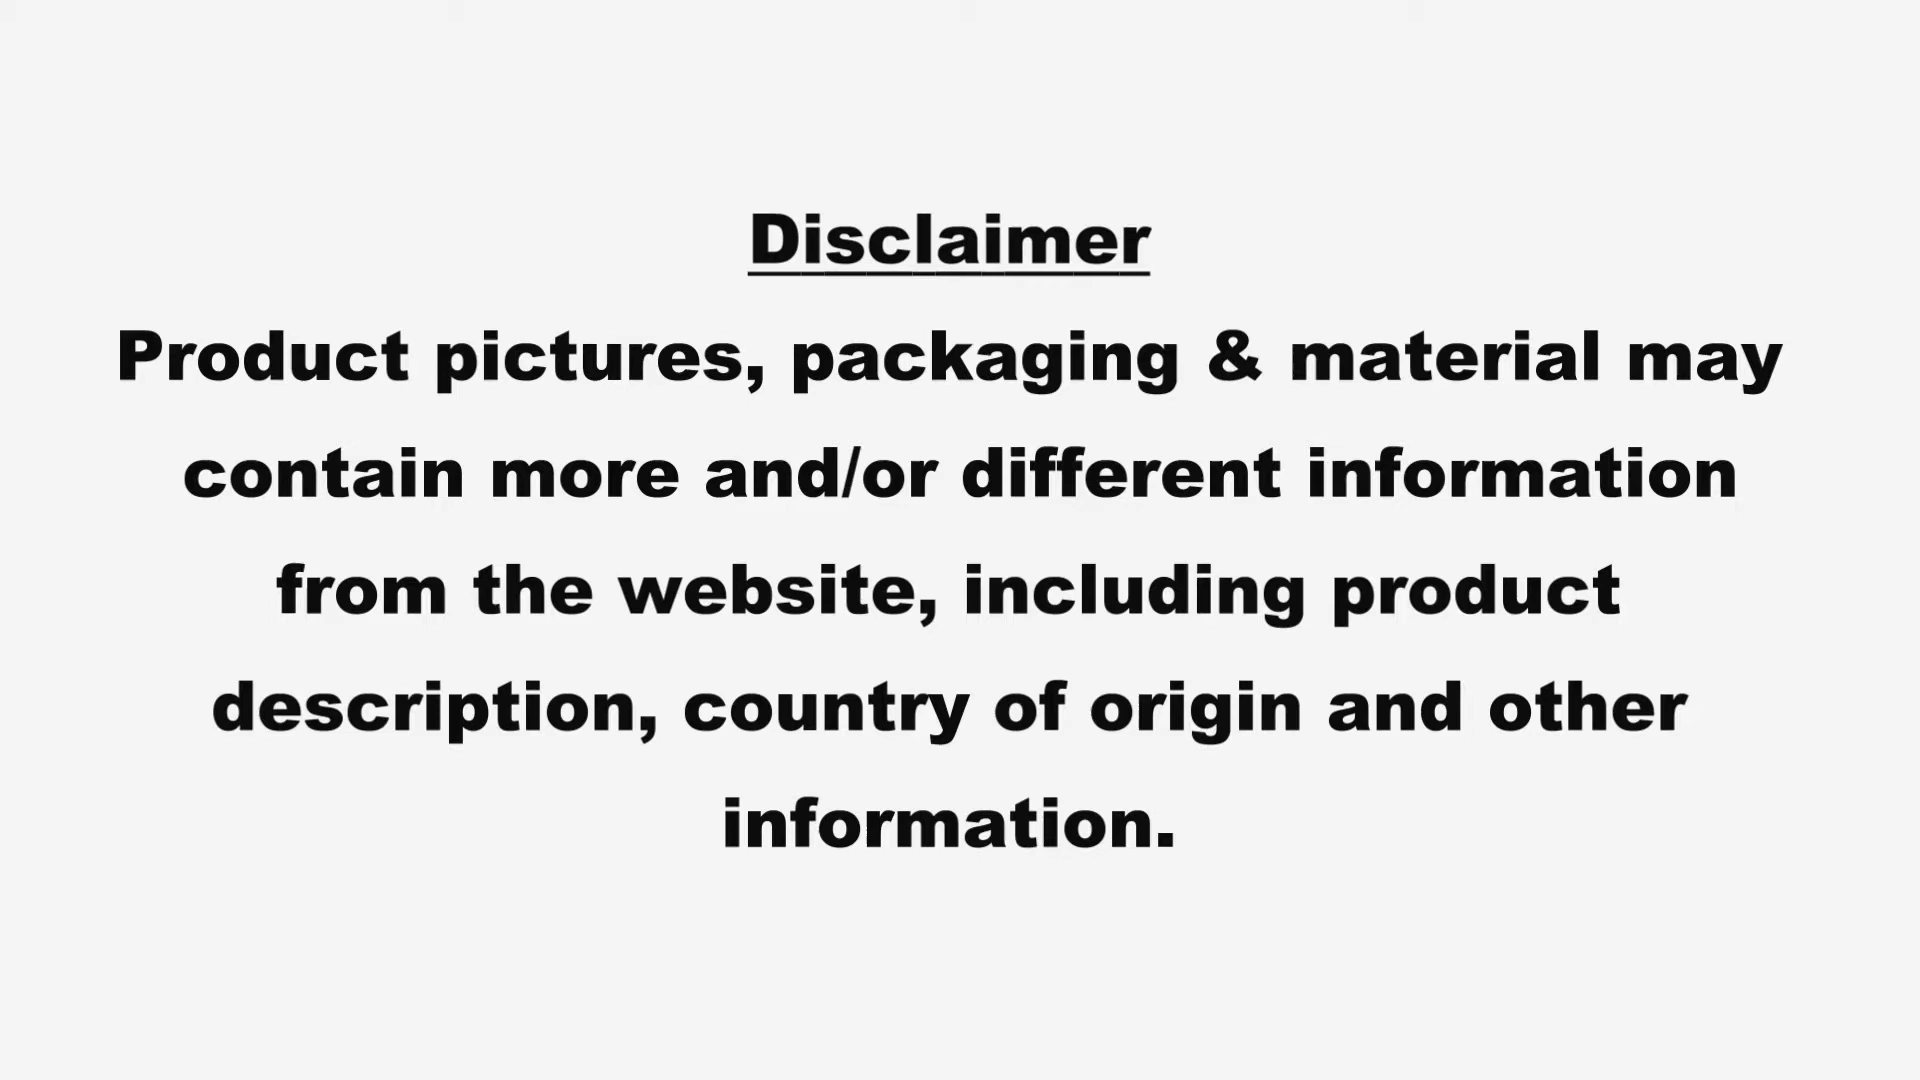 Disclaimer
Product pictures, packaging & material may
contain more and/or different information
from the website, including product
description, country of origin and other
information.